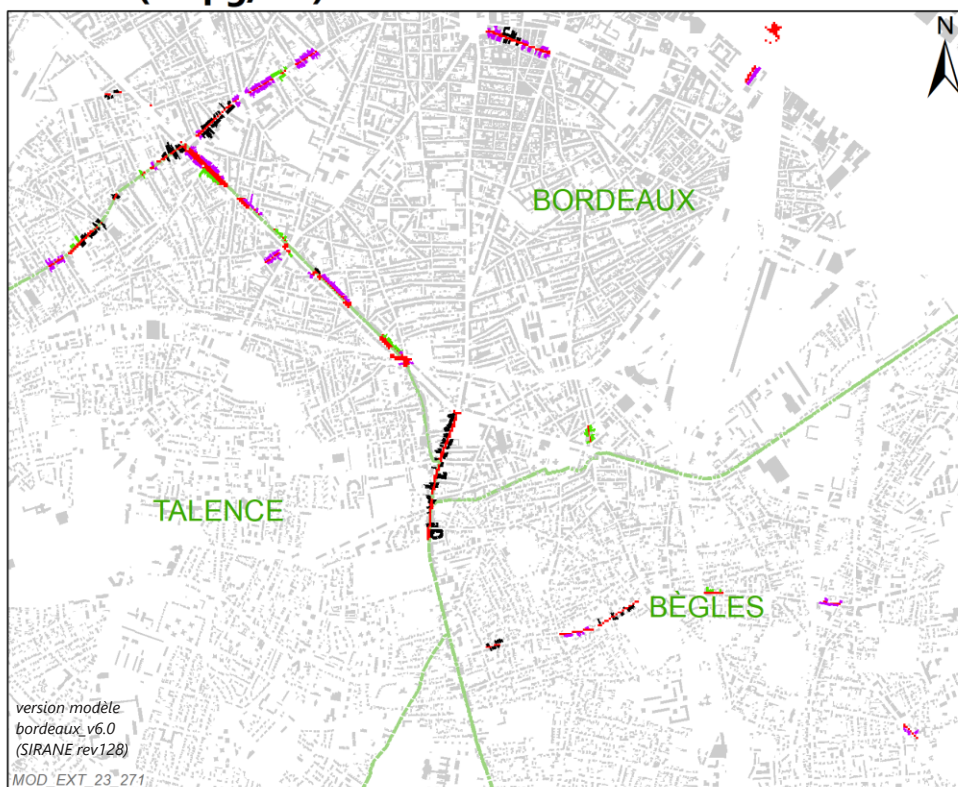 N
BORDEAUX
TALENCE
BÈGLES
version modèle
bordeaux_v6.0
(SIRANE rev128)
MOD_EXT_23_271